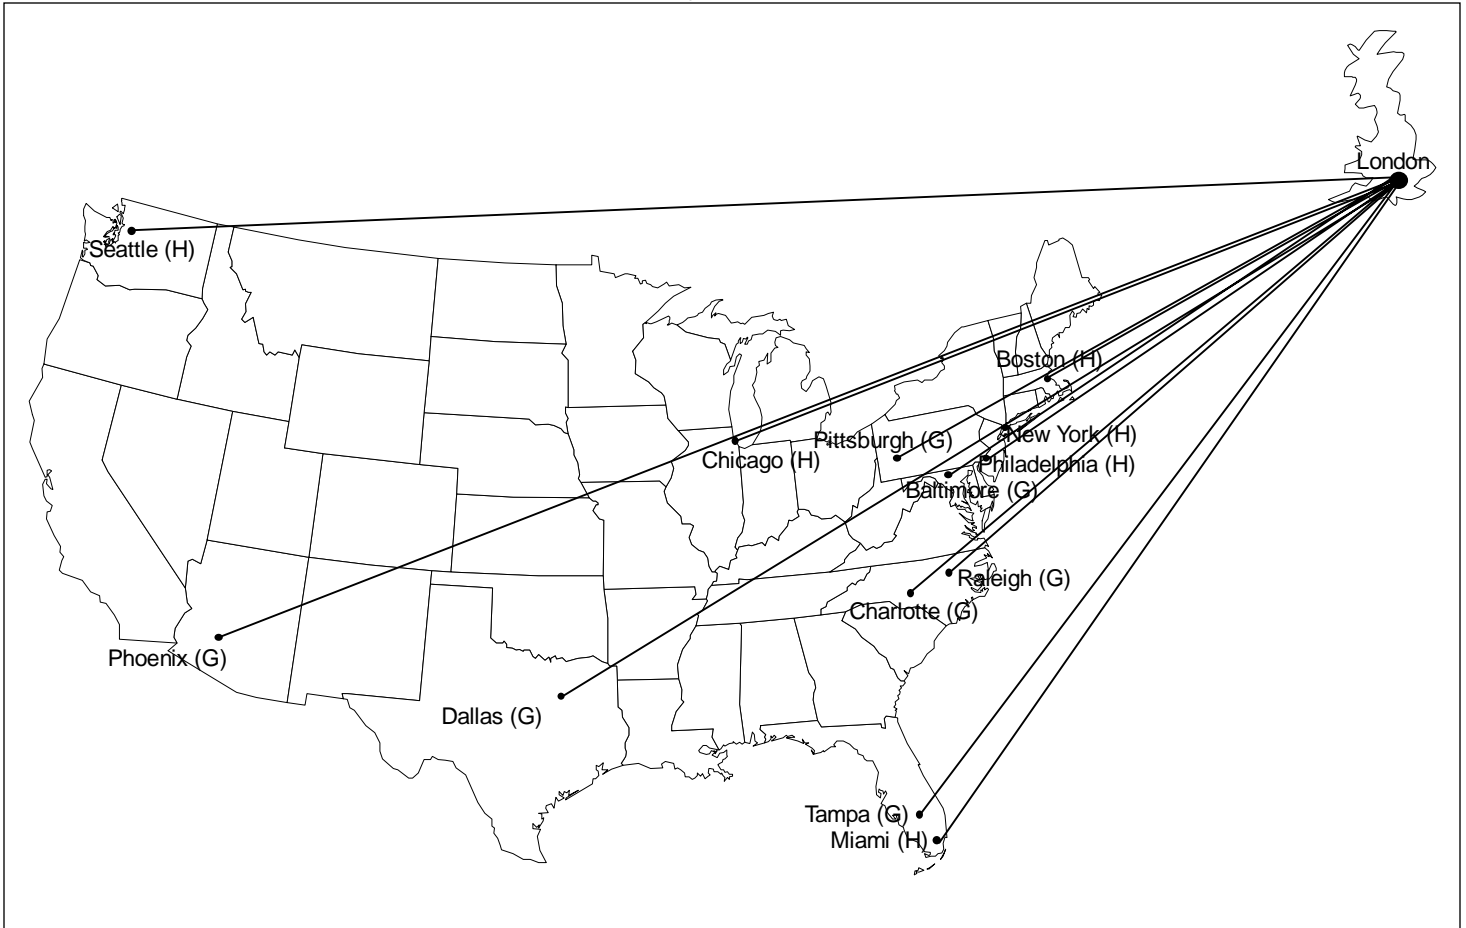 London
Seattle (H)
Boston (H)
New York (H)
Pittsburgh (G)
Chicago (H)
Philadelphia (H)
Baltimore (G)
Raleigh (G)
Charlotte (G)
Phoenix (G)
Dallas (G)
Tampa (G)
Miami (H)